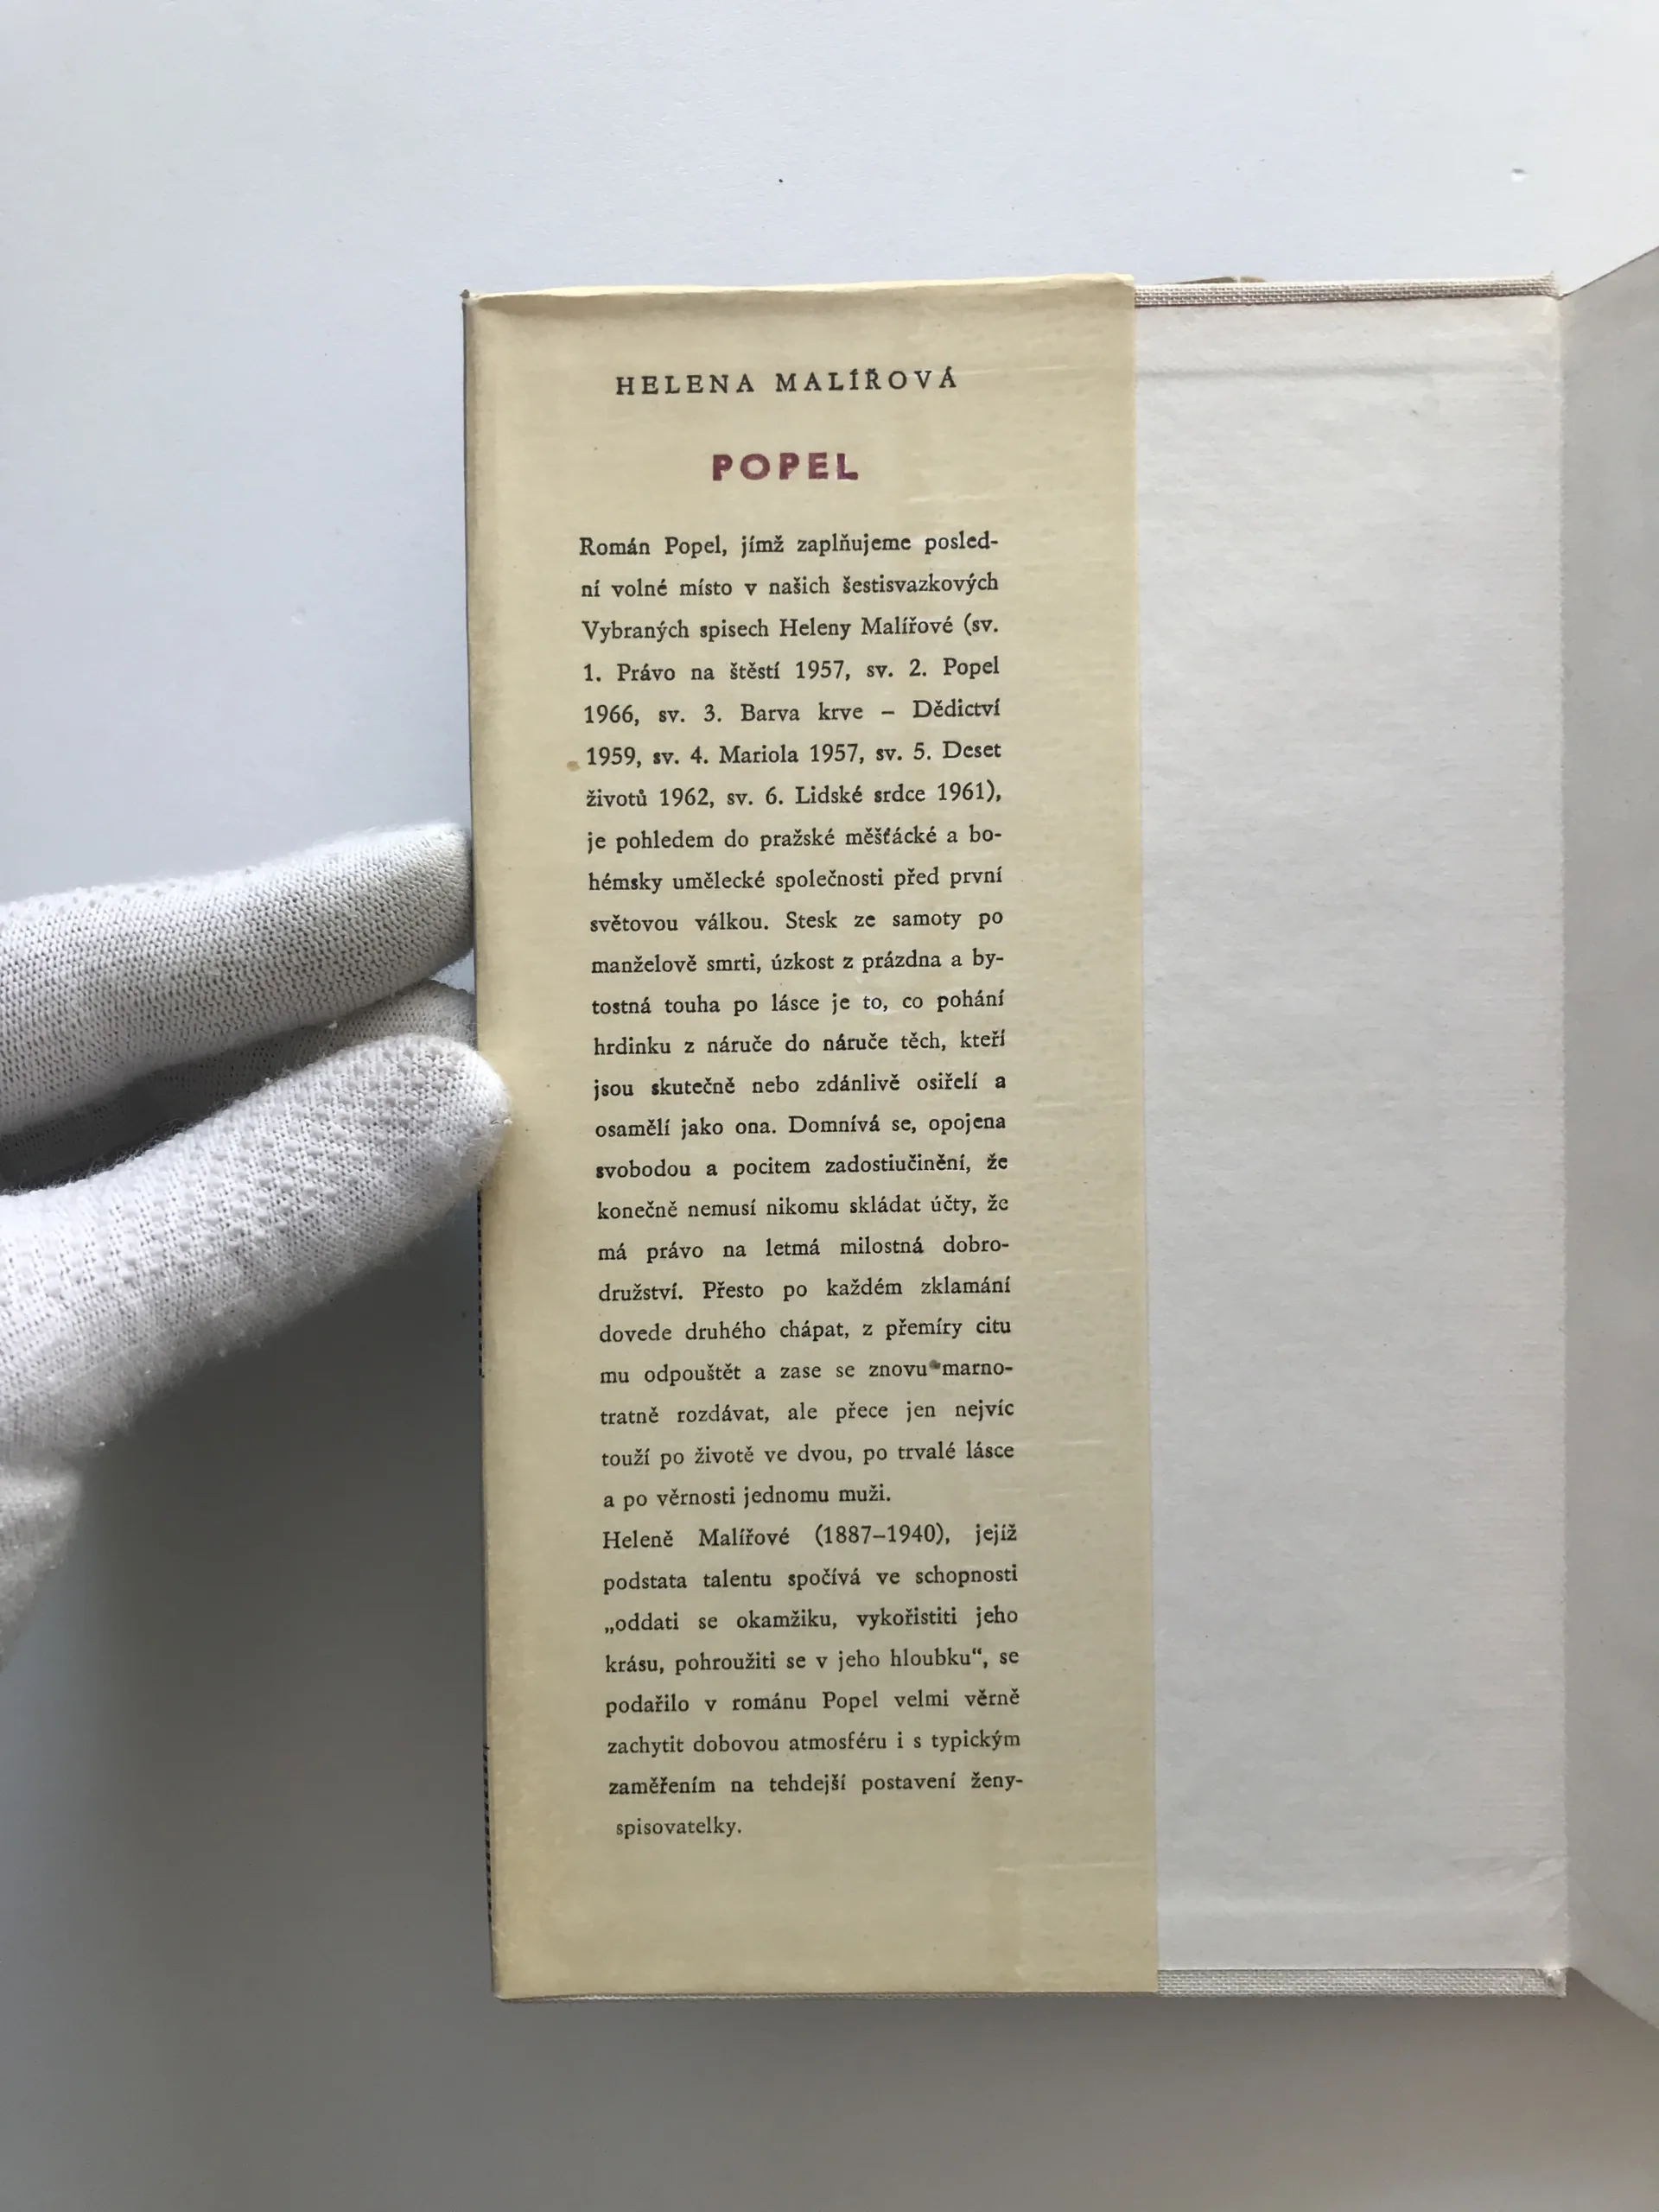 HELENA MALÍŘOVÁ
POPEL
Román Popel, jímž zaplňujeme posled-
ní volné místo v našich šestisvazkových
Vybraných spisech Heleny Malířové (sv.
1. Právo na štěstí 1957, sv. 2. Popel
1966, sv. 3. Barva krve – Dědictví
1959, sv. 4. Mariola 1957, sv. 5. Deset
životů 1962, sv. 6. Lidské srdce 1961),
je pohledem do pražské měšťácké a bo-
hémsky umělecké společnosti před první
světovou válkou. Stesk ze samoty po
manželově smrti, úzkost z prázdna a by-
tostná touha po lásce je to, co pohání
hrdinku z náruče do náruče těch, kteří
jsou skutečně nebo zdánlivě osiřelí a
osamělí jako ona. Domnívá se, opojena
svobodou a pocitem zadostiučinění, že
konečně nemusí nikomu skládat účty, že
má právo na letmá milostná dobro-
družství. Přesto po každém zklamání
dovede druhého chápat, z přemíry citu
mu odpouštět a zase se znovu marno-
tratně rozdávat, ale přece jen nejvíc
touží po životě ve dvou, po trvalé lásce
a po věrnosti jednomu muži.
Heleně Malířové (1887–1940), jejíž
podstata talentu spočívá ve schopnosti
„oddati se okamžiku, vykořistiti jeho
krásu, pohroužiti se v jeho hloubku“, se
podařilo v románu Popel velmi věrně
zachytit dobovou atmosféru i s typickým
zaměřením na tehdejší postavení ženy-
spisovatelky.